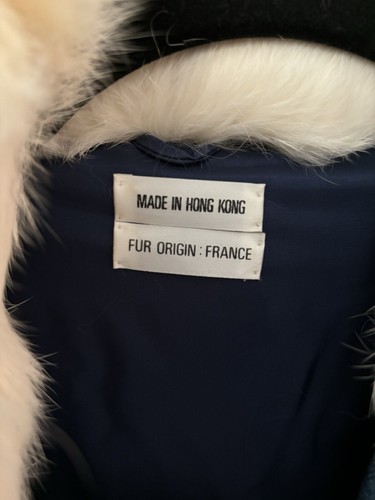 MADE IN HONG KONG
FUR ORIGIN : FRANCE